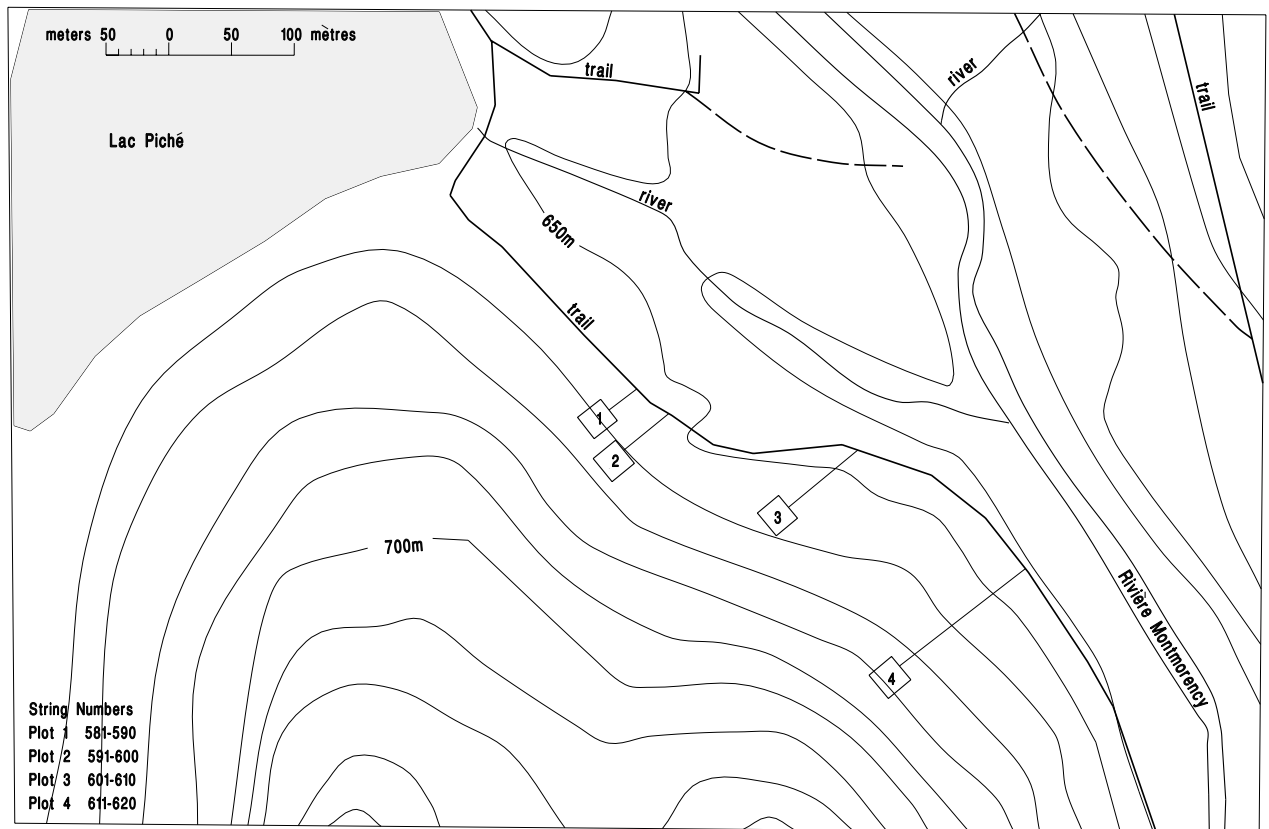 meters 50 0 50 100 mètres
trail
river
trail
Lac Piché
river
650m
trail
1
2
3
700m
4
Rivière Montmorency
String Numbers
Plot 1 581-590
Plot 2 591-600
Plot 3 601-610
Plot 4 611-620